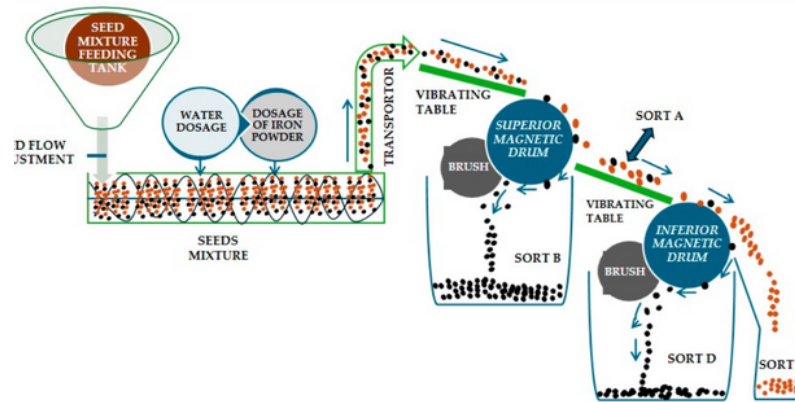 SEED
MIXTURE
FEEDING
TANK
D FLOW
USTMENT
WATER
DOSAGE
DOSAGE
OF IRON
POWDER
TRANSPORTOR
SEEDS
MIXTURE
VIBRATING
TABLE
SUPERIOR
MAGNETIC
DRUM
BRUSH
SORT A
SORT B
VIBRATING
TABLE
INFERIOR
MAGNETIC
DRUM
BRUSH
SORT D
SORT